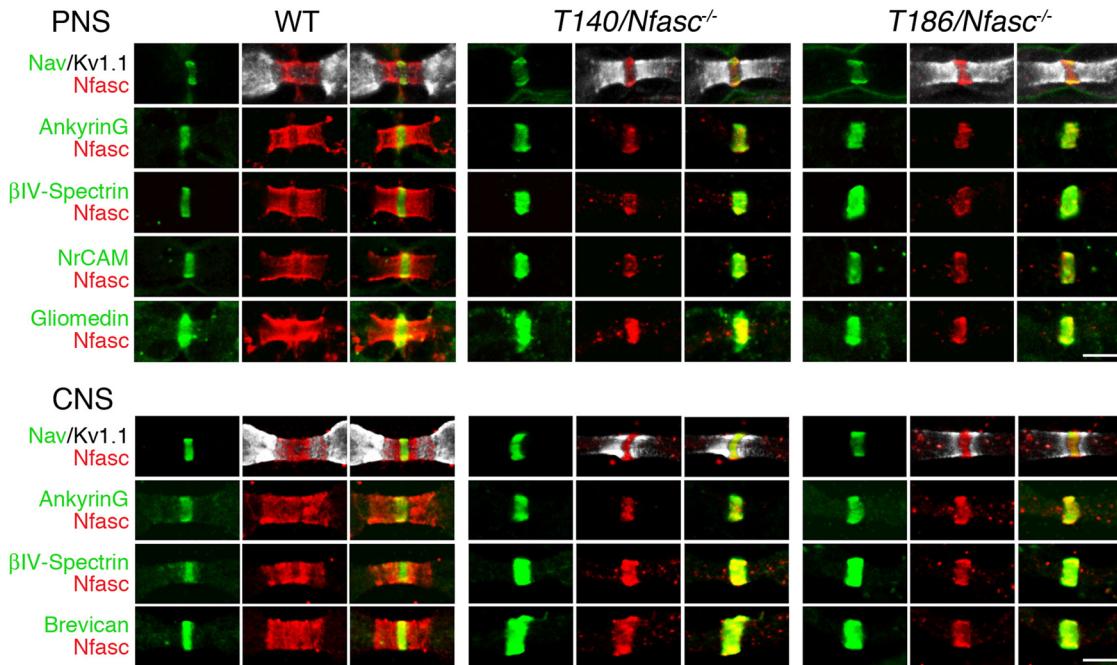 PNS WT T140/Nfasc-/- T186/Nfasc-/-
Nav/Kv1.1
Nfasc
AnkyrinG
Nfasc
βIV-Spectrin
Nfasc
NrCAM
Nfasc
Gliomedin
Nfasc
CNS
Nav/Kv1.1
Nfasc
AnkyrinG
Nfasc
βIV-Spectrin
Nfasc
Brevican
Nfasc